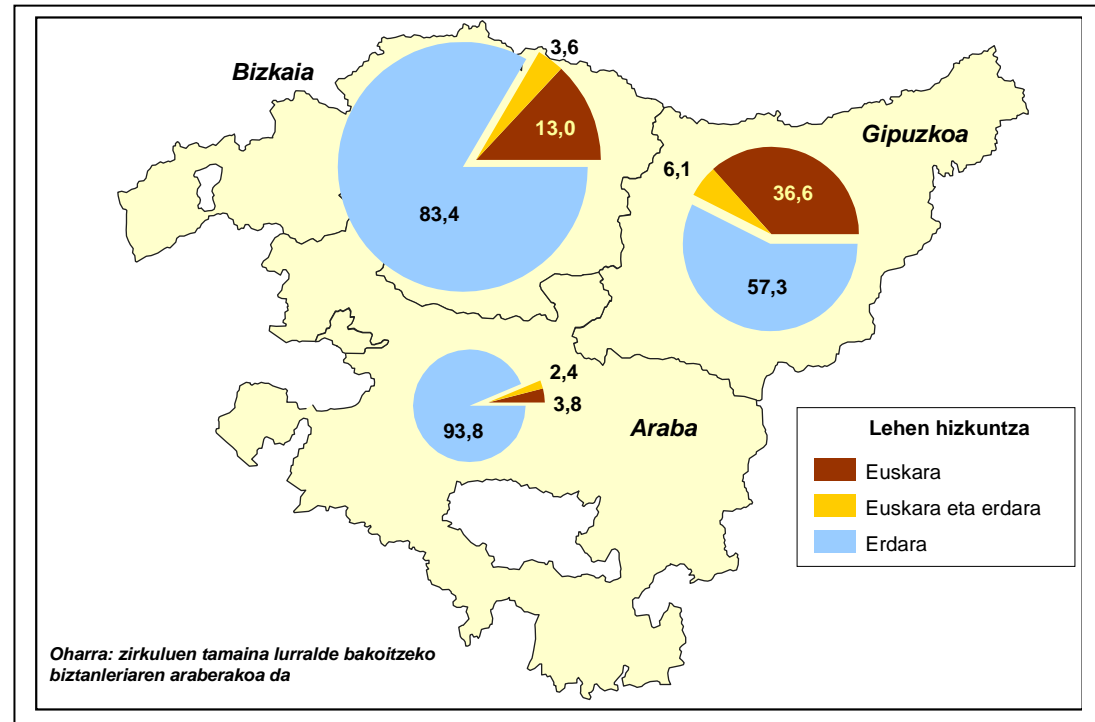 Bizkaia
3,6
13,0
83,4
Gipuzkoa
6,1
36,6
57,3
2,4
3,8
93,8
Araba
Lehen hizkuntza
Euskara
Euskara eta erdara
Erdara
Oharra: zirkuluen tamaina lurralde bakoitzeko
biztanleriaren araberakoa da